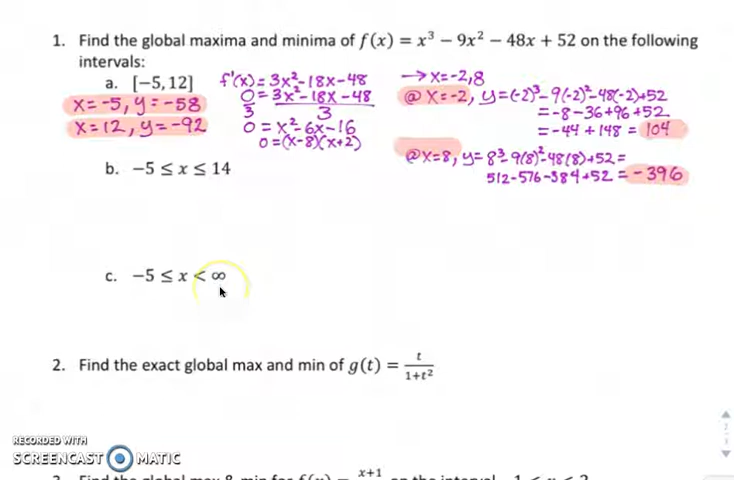 1. Find the global maxima and minima of f(x) = x³ − 9x² − 48x + 52 on the following
intervals:
a. [−5, 12]
x=-5, y=-58
x=12, y=-92
f'(x) = 3x²-18x-48
0 = 3x²-18x-48
3 3
0 = x²-6x-16
0=(x-8)(x+2)
→x=-2,8
@ x=-2, y=(-2)³-9(-2)²-48(-2)+52
= -8-36+96+52
= -44+148 = 104
@x=8, y= 8³-9(8)²-48(8)+52 =
512-576-384+52 = -396
b. −5 ≤ x ≤ 14
c. −5 ≤ x < ∞
2. Find the exact global max and min of g(t) = t/(1+t²)
RECORDED WITH
SCREENCAST MATIC